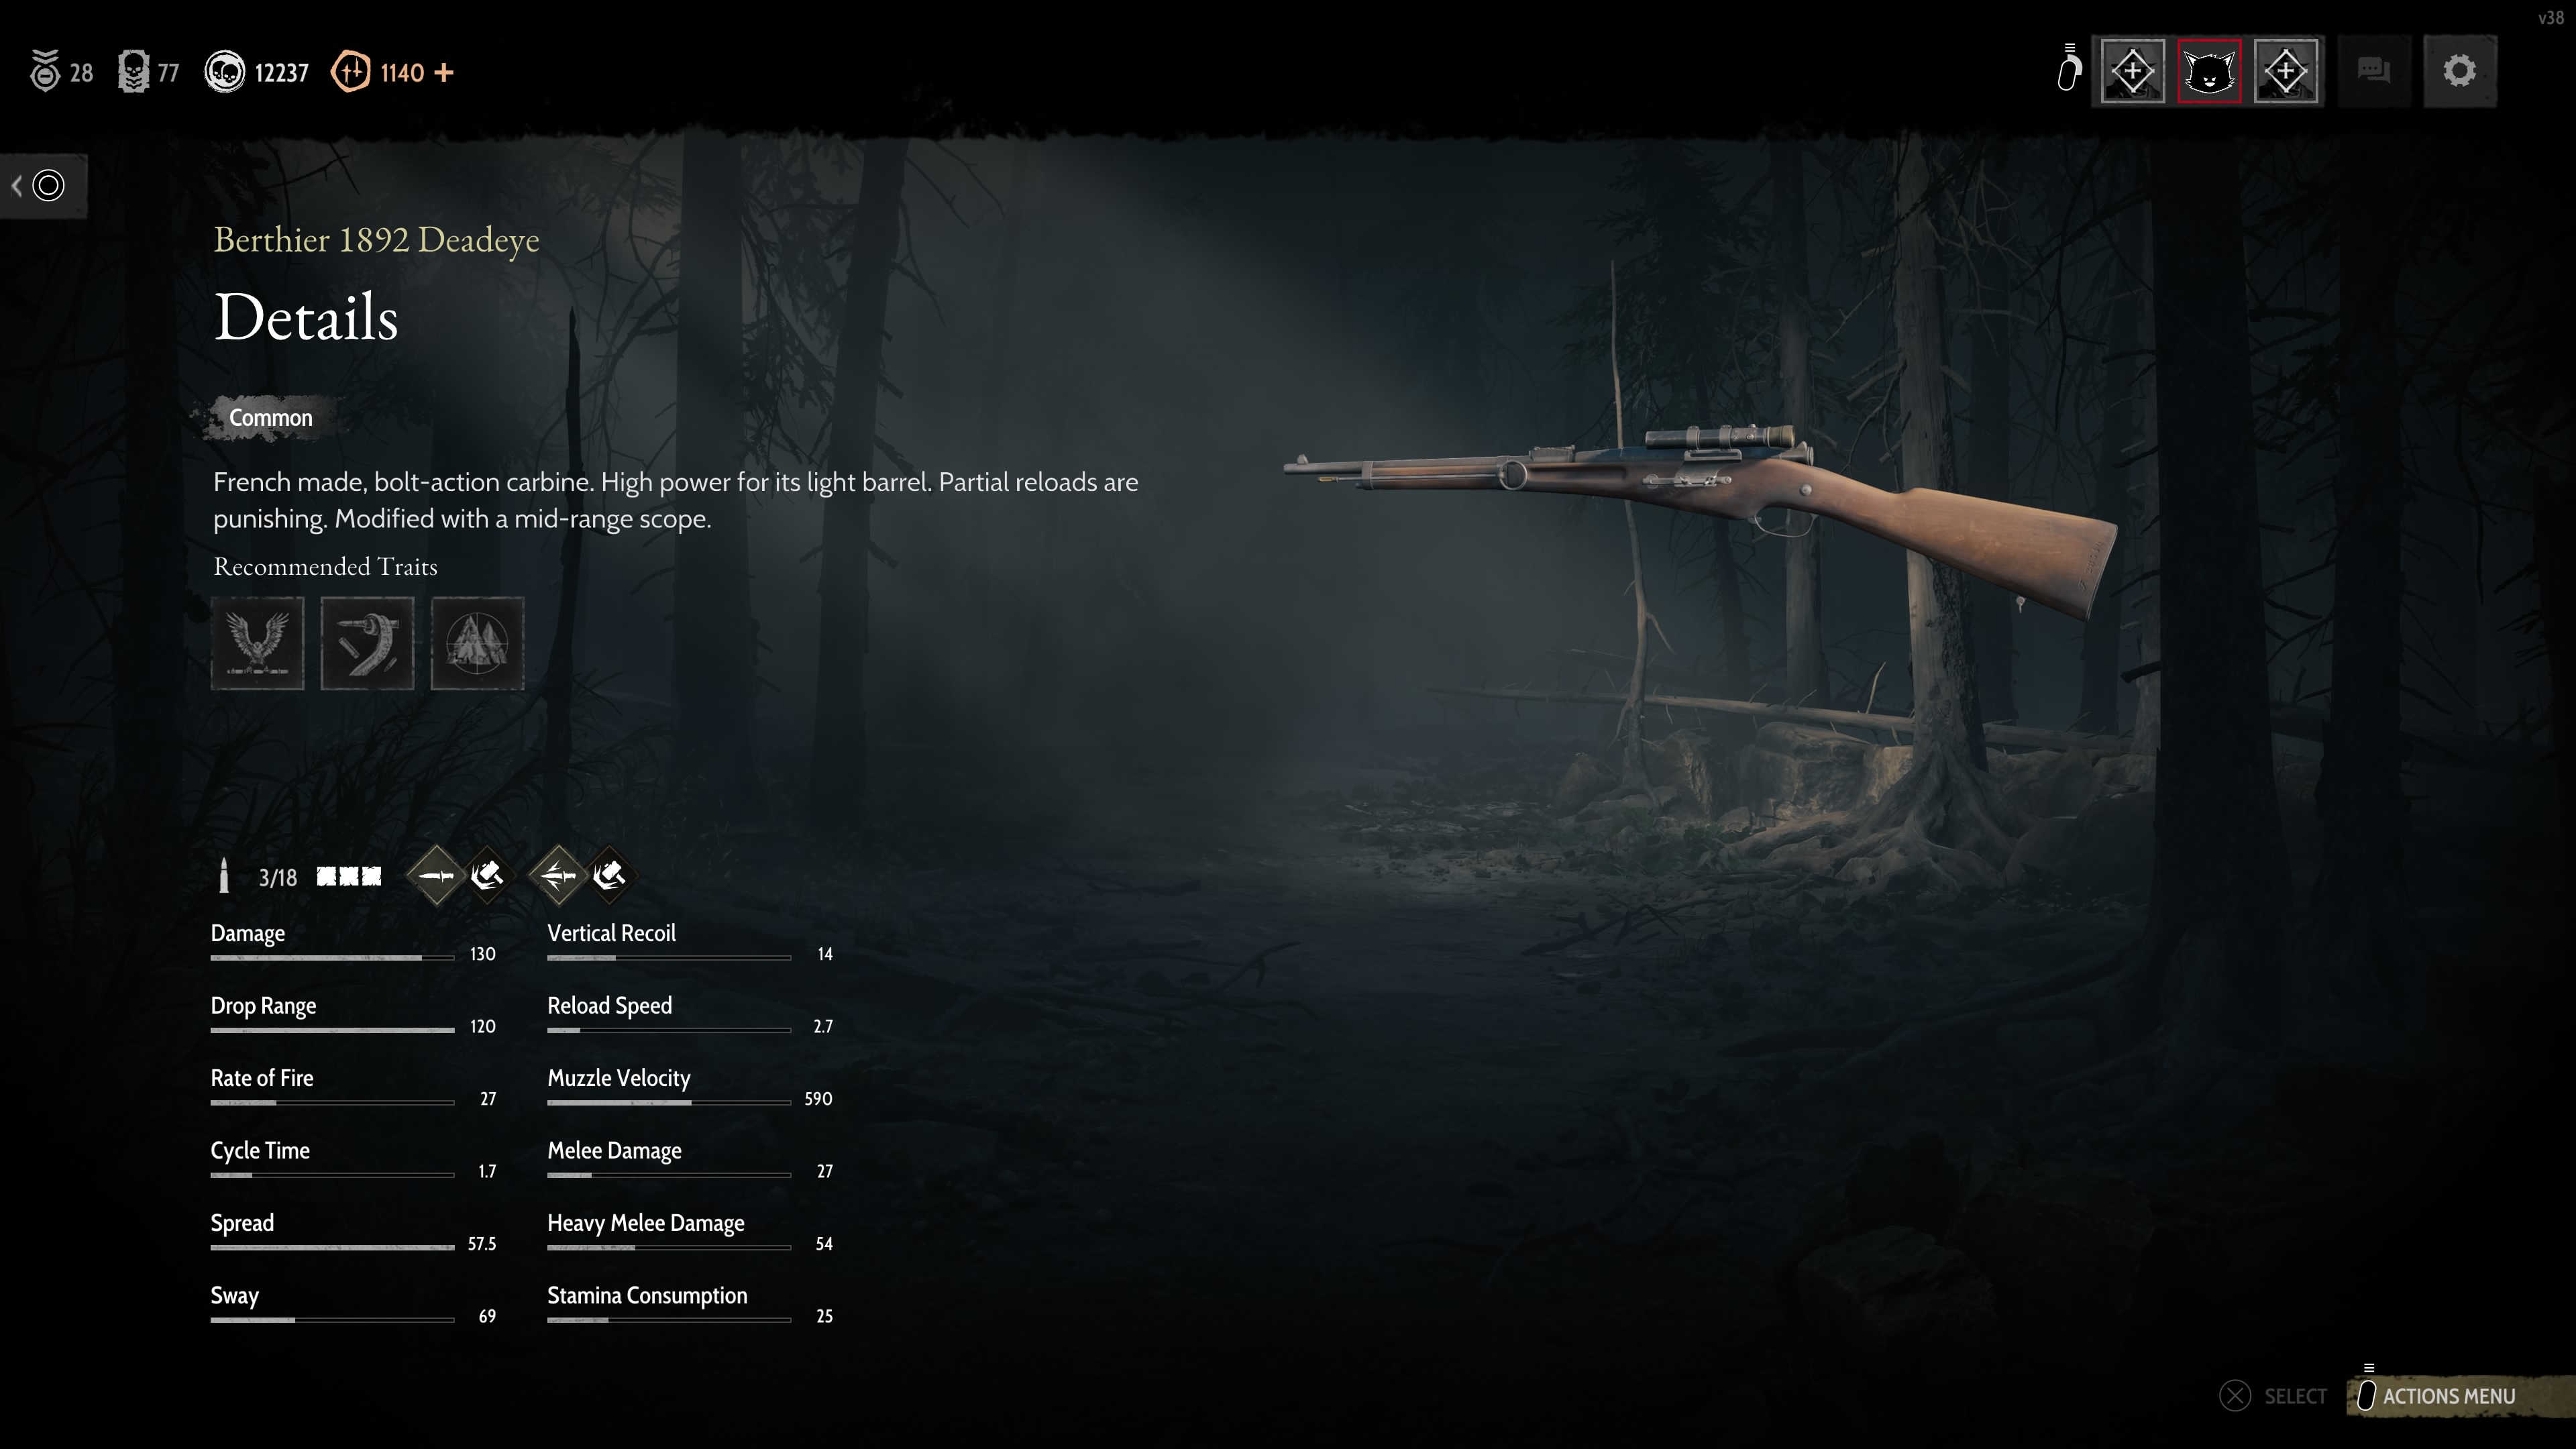 v38
28
77
12237
1140 +
Berthier 1892 Deadeye
Details
Common
French made, bolt-action carbine. High power for its light barrel. Partial reloads are
punishing. Modified with a mid-range scope.
Recommended Traits
3/18
Damage
130
Vertical Recoil
14
Drop Range
120
Reload Speed
2.7
Rate of Fire
27
Muzzle Velocity
590
Cycle Time
1.7
Melee Damage
27
Spread
57.5
Heavy Melee Damage
54
Sway
69
Stamina Consumption
25
SELECT
ACTIONS MENU